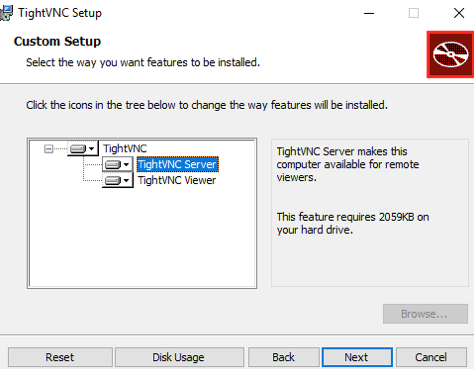 TightVNC Setup
Custom Setup
Select the way you want features to be installed.
Click the icons in the tree below to change the way features will be installed.
TightVNC
TightVNC Server
TightVNC Viewer
TightVNC Server makes this
computer available for remote
viewers.
This feature requires 2059KB on
your hard drive.
Browse...
Reset
Disk Usage
Back
Next
Cancel